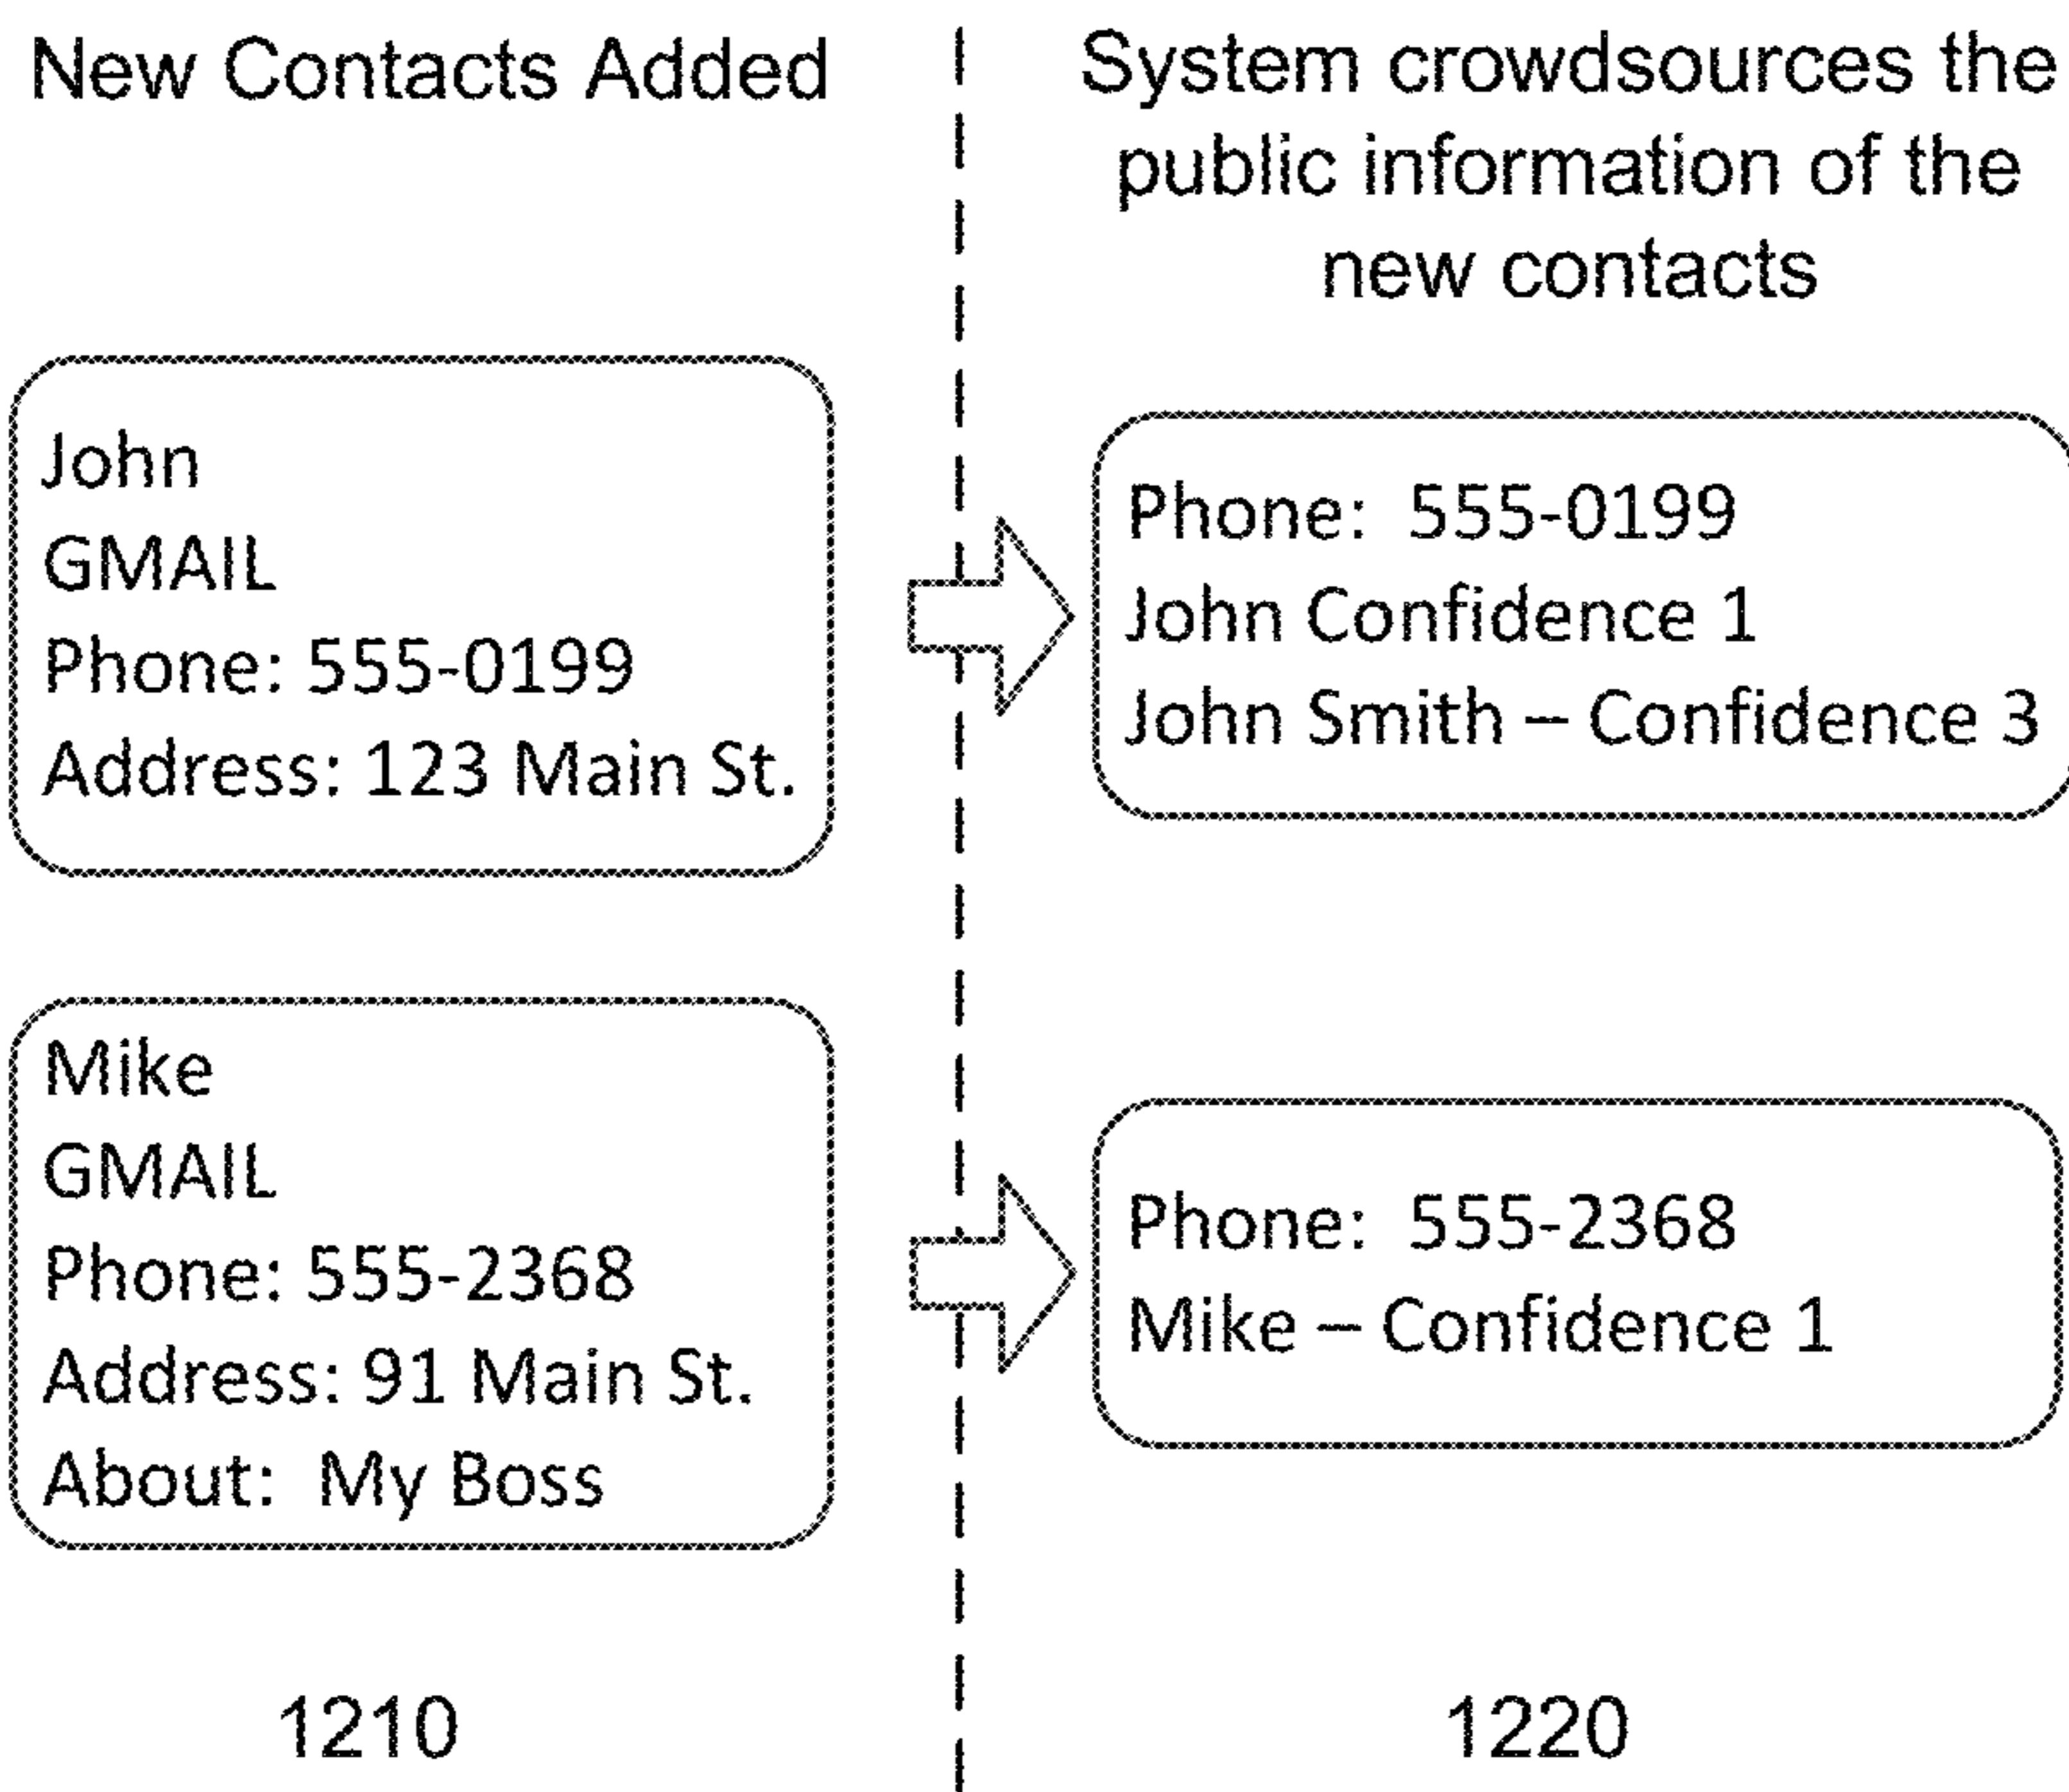 New Contacts Added
System crowdsources the
public information of the
new contacts
John
GMAIL
Phone: 555-0199
Address: 123 Main St.
Phone: 555-0199
John Confidence 1
John Smith – Confidence 3
Mike
GMAIL
Phone: 555-2368
Address: 91 Main St.
About: My Boss
Phone: 555-2368
Mike – Confidence 1
1210
1220